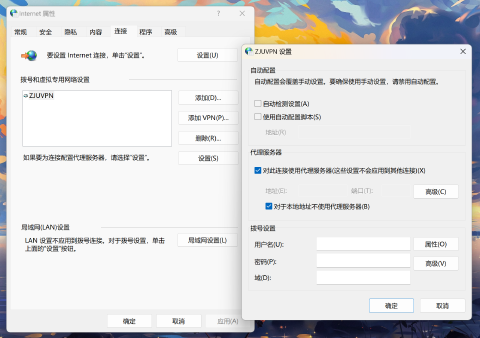 Internet 属性
?
常规 安全 隐私 内容 连接 程序 高级
要设置 Internet 连接，单击"设置"。
设置(U)
拨号和虚拟专用网络设置
ZJUVPN
添加(D)...
添加 VPN(P)...
删除(R)...
如果要为连接配置代理服务器，请选择"设置"。
设置(S)
局域网(LAN)设置
LAN 设置不应用到拨号连接。对于拨号设置，单击
上面的"设置"按钮。
局域网设置(L)
确定 取消 应用(A)
ZJUVPN 设置
自动配置
自动配置会覆盖手动设置。要确保使用手动设置，请禁用自动配置。
自动检测设置(A)
使用自动配置脚本(S)
地址(R)
代理服务器
对此连接使用代理服务器(这些设置不会应用到其他连接)(X)
地址(E): 端口(T): 高级(C)
对于本地地址不使用代理服务器(B)
拨号设置
用户名(U): 属性(O)
密码(P): 高级(V)
域(D):
确定 取消